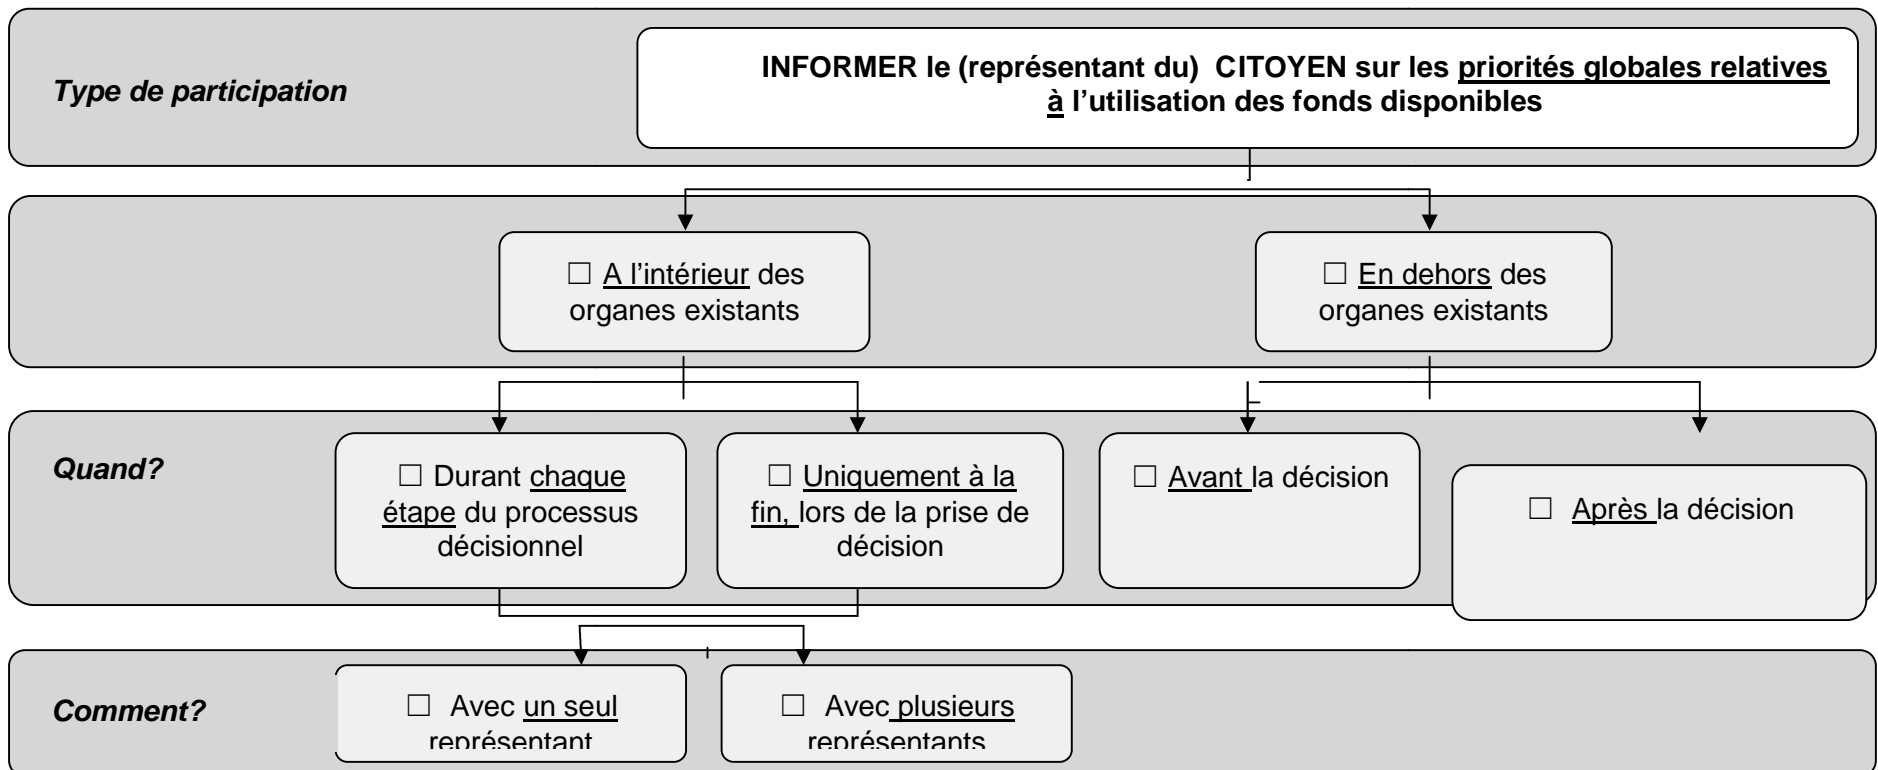 Type de participation
INFORMER le (représentant du) CITOYEN sur les priorités globales relatives
à l’utilisation des fonds disponibles
☐ A l’intérieur des
organes existants
☐ En dehors des
organes existants
Quand?
☐ Durant chaque
étape du processus
décisionnel
☐ Uniquement à la
fin, lors de la prise de
décision
☐ Avant la décision
☐ Après la décision
Comment?
☐ Avec un seul
représentant
☐ Avec plusieurs
représentants